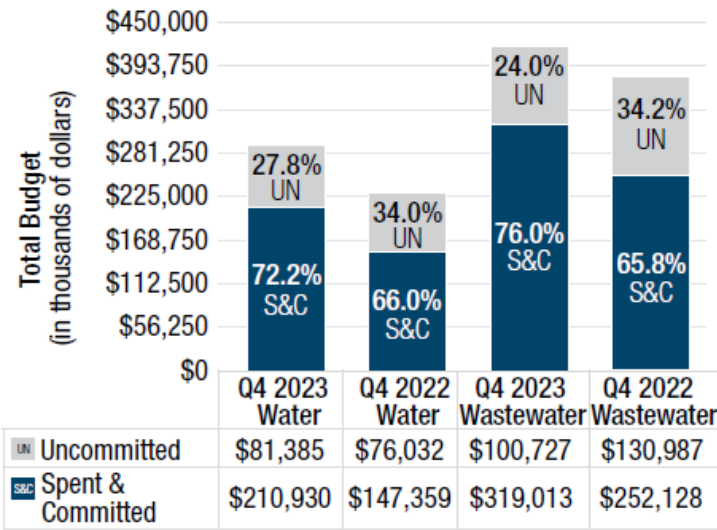 $450,000
$393,750
$337,500
$281,250
$225,000
$168,750
$112,500
$56,250
$0
Total Budget
(in thousands of dollars)
27.8%
UN
72.2%
S&C
34.0%
UN
66.0%
S&C
24.0%
UN
76.0%
S&C
34.2%
UN
65.8%
S&C
Q4 2023 Q4 2022 Q4 2023 Q4 2022
Water Water Wastewater Wastewater
UN Uncommitted $81,385 $76,032 $100,727 $130,987
S&C Spent &
Committed $210,930 $147,359 $319,013 $252,128